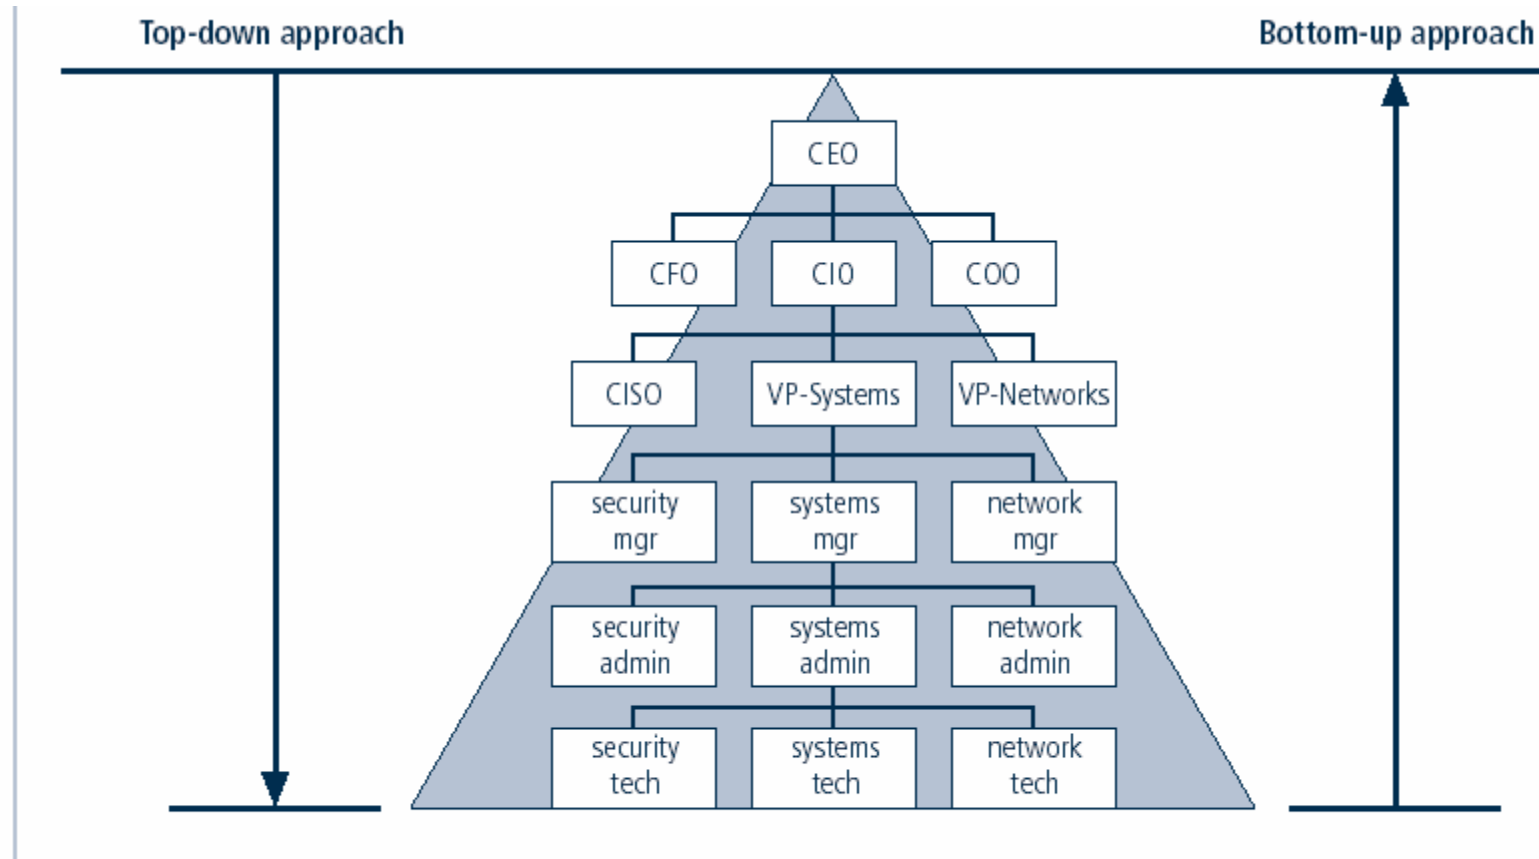 Top-down approach
Bottom-up approach
CEO
CFO
CIO
COO
CISO
VP-Systems
VP-Networks
security
mgr
systems
mgr
network
mgr
security
admin
systems
admin
network
admin
security
tech
systems
tech
network
tech